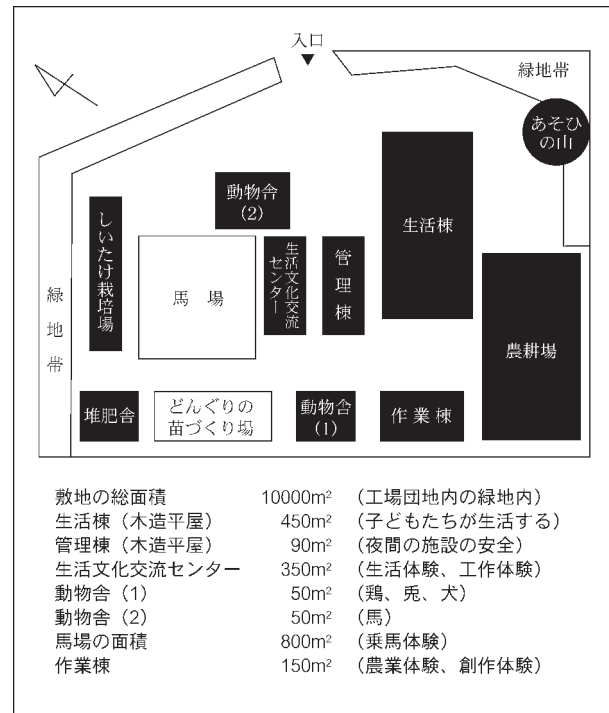 入口
緑地帯
あそひ
の山
動物舎
(2)
生活棟
しいたけ栽培場
生活文化交流
センター
管理棟
馬 場
緑地帯
農耕場
堆肥舎
どんぐりの
苗づくり場
動物舎
(1)
作業棟
敷地の総面積 10000m² (工場団地内の緑地内)
生活棟(木造平屋) 450m² (子どもたちが生活する)
管理棟(木造平屋) 90m² (夜間の施設の安全)
生活文化交流センター 350m² (生活体験、工作体験)
動物舎(1) 50m² (鶏、兎、犬)
動物舎(2) 50m² (馬)
馬場の面積 800m² (乗馬体験)
作業棟 150m² (農業体験、創作体験)